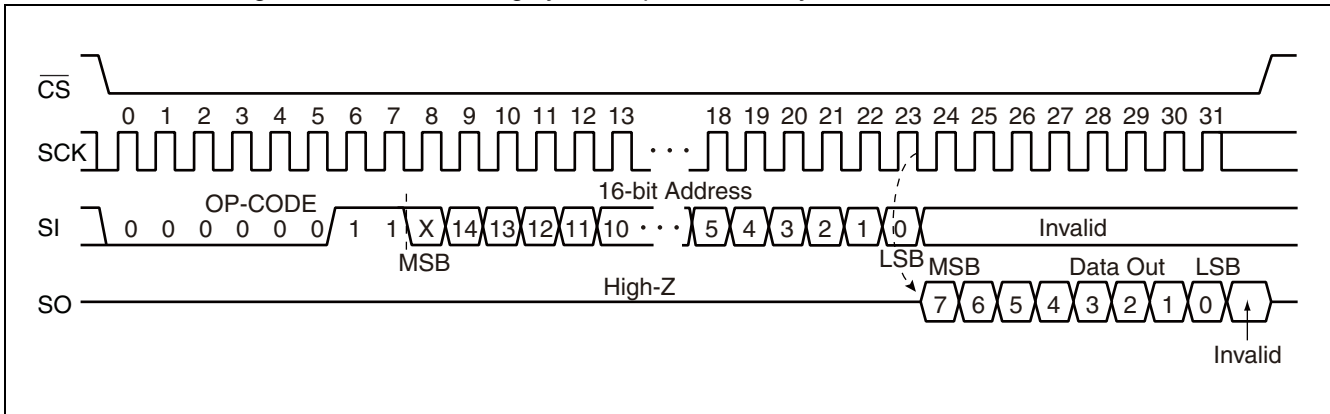 CS
0 1 2 3 4 5 6 7 8 9 10 11 12 13 18 19 20 21 22 23 24 25 26 27 28 29 30 31
SCK
···
16-bit Address
OP-CODE
SI 0 0 0 0 0 0 1 1 X 14 13 12 11 10 ··· 5 4 3 2 1 0 Invalid
MSB LSB MSB Data Out LSB
High-Z
SO 7 6 5 4 3 2 1 0
Invalid